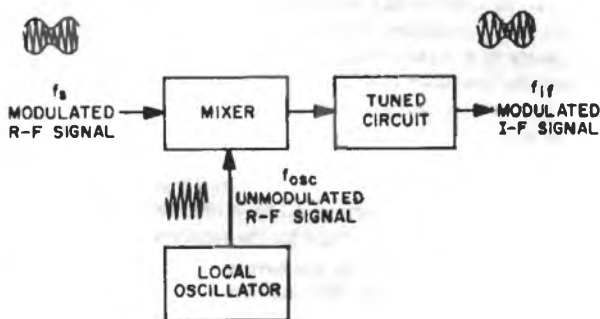 fs
MODULATED
R-F SIGNAL
MIXER
TUNED
CIRCUIT
fif
MODULATED
I-F SIGNAL
fosc
UNMODULATED
R-F SIGNAL
LOCAL
OSCILLATOR